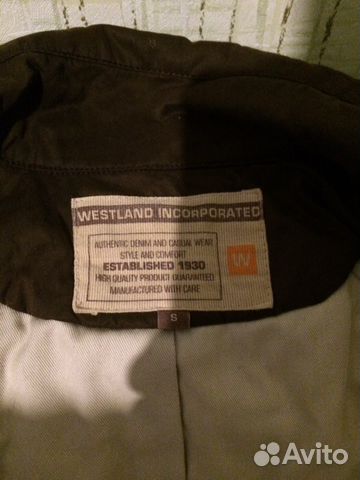 WESTLAND INCORPORATED
AUTHENTIC DENIM AND CASUAL WEAR
STYLE AND COMFORT
ESTABLISHED 1930
HIGH QUALITY PRODUCT GUARANTEED
MANUFACTURED WITH CARE
W
S
Avito